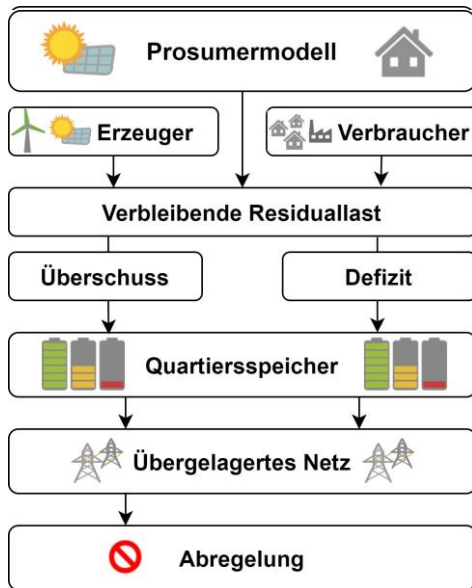 Prosumermodell
Erzeuger
Verbraucher
Verbleibende Residuallast
Überschuss
Defizit
Quartiersspeicher
Übergelagertes Netz
Abregelung